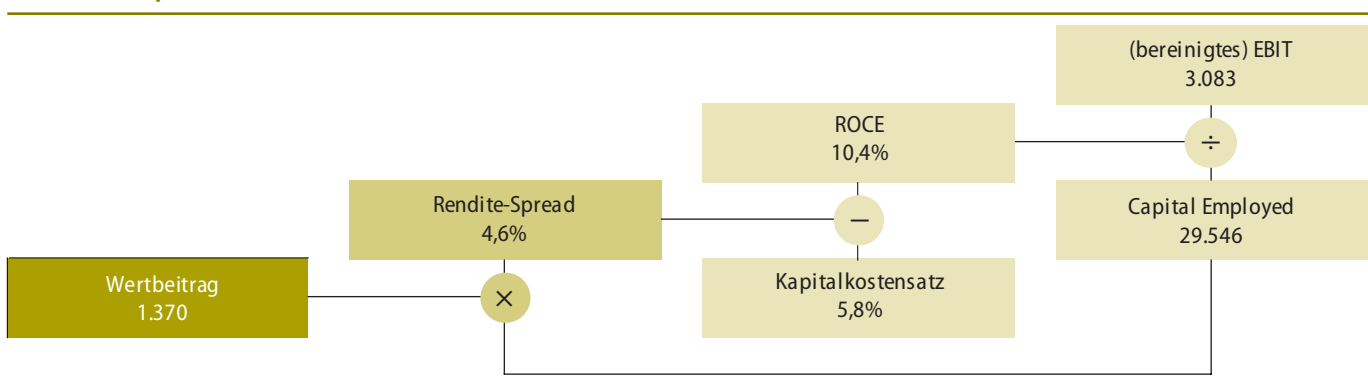 (bereinigtes) EBIT
3.083
÷
ROCE
10,4%
Rendite-Spread
4,6%
−
Capital Employed
29.546
Wertbeitrag
1.370
×
Kapitalkostensatz
5,8%